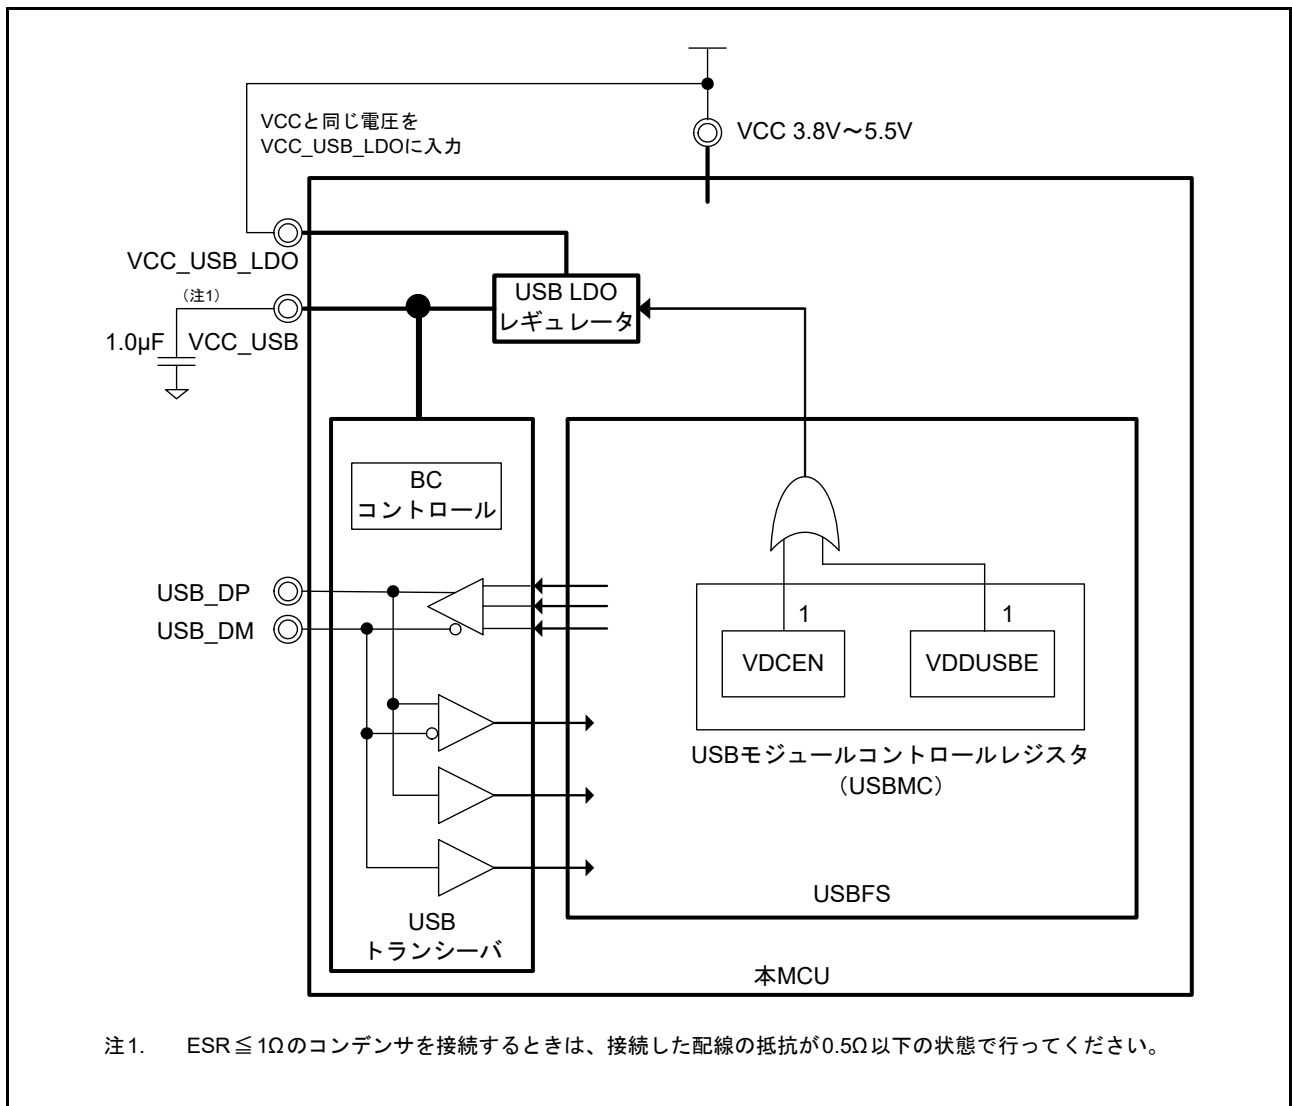 VCCと同じ電圧を
VCC_USB_LDOに入力
VCC 3.8V～5.5V
VCC_USB_LDO
（注1）
1.0µF
VCC_USB
USB LDO
レギュレータ
BC
コントロール
USB_DP
USB_DM
1
1
VDCEN
VDDUSBE
USBモジュールコントロールレジスタ
（USBMC）
USBFS
USB
トランシーバ
本MCU
注1. ESR≦1Ωのコンデンサを接続するときは、接続した配線の抵抗が0.5Ω以下の状態で行ってください。